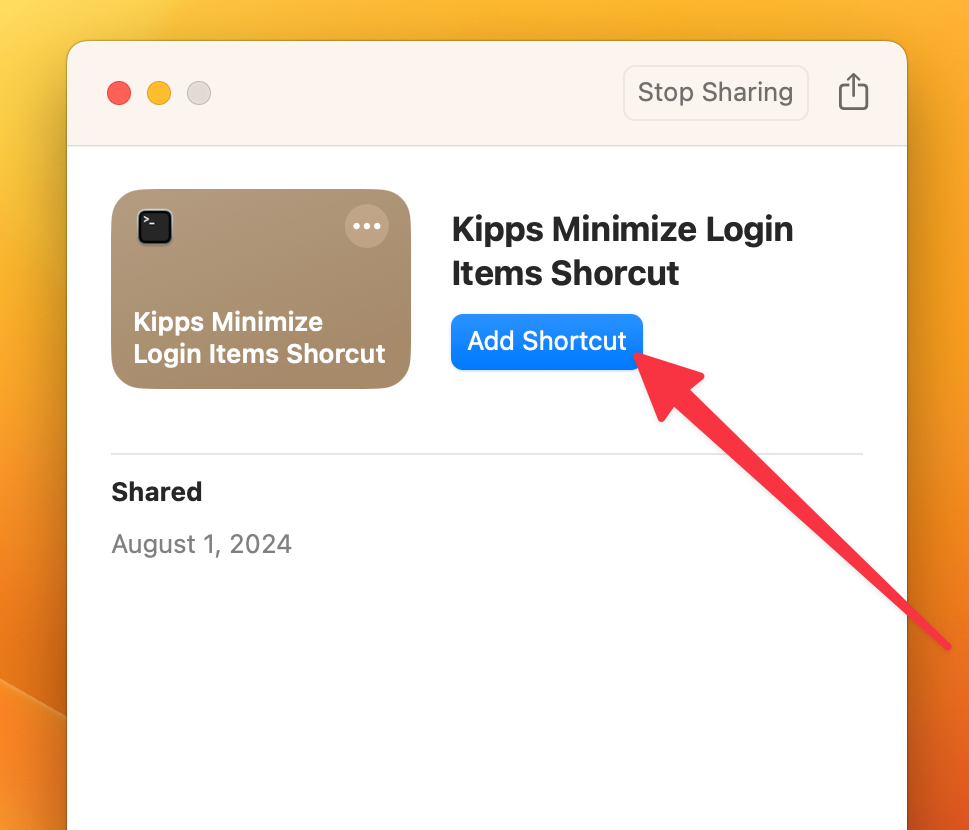 Stop Sharing
>_
Kipps Minimize
Login Items Shorcut
Kipps Minimize Login
Items Shorcut
Add Shortcut
Shared
August 1, 2024